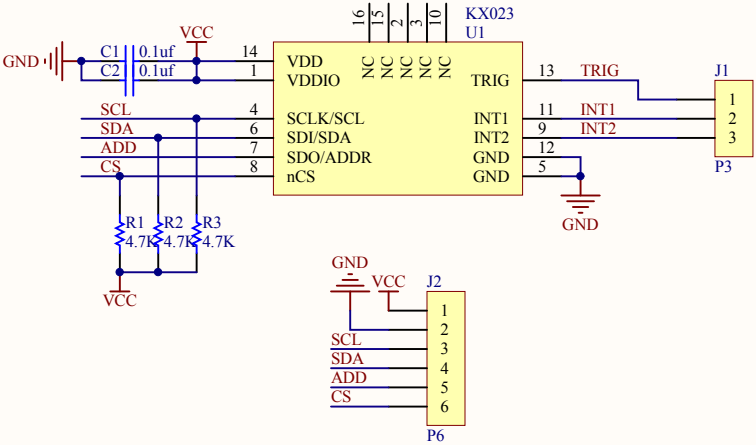 KX023
U1
16 15 2 3 10
NC NC NC NC NC
VCC
GND
C1 0.1uf
C2 0.1uf
14 VDD
1 VDDIO
SCL 4 SCLK/SCL
SDA 6 SDI/SDA
ADD 7 SDO/ADDR
CS 8 nCS
TRIG 13 TRIG
INT1 11 INT1
INT2 9 INT2
GND 12
GND 5
GND
J1
1
2
3
P3
R1 R2 R3
4.7K 4.7K 4.7K
VCC
GND
VCC
J2
1
2
SCL 3
SDA 4
ADD 5
CS 6
P6